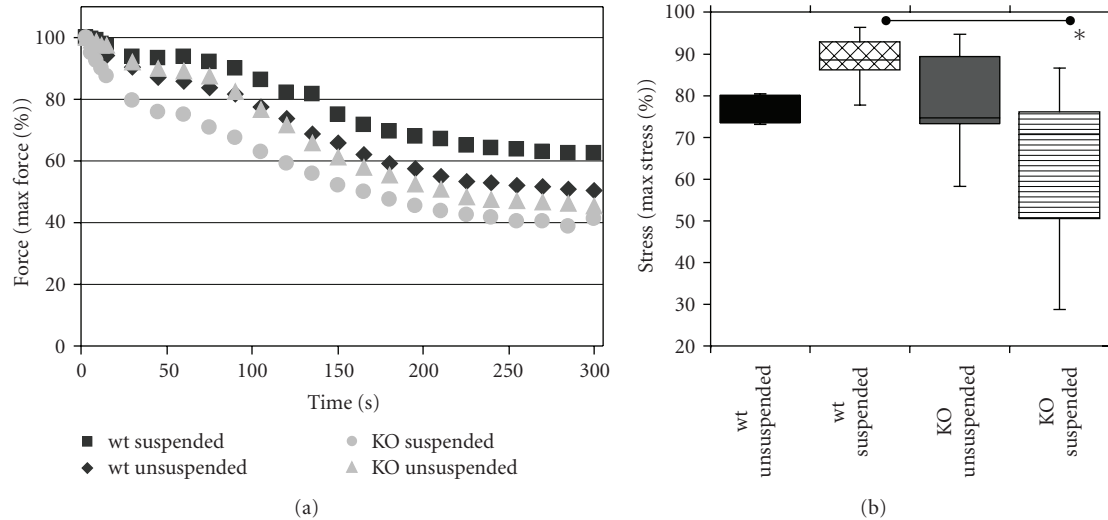 Force (max force (%))
100
80
60
40
20
0
0 50 100 150 200 250 300
Time (s)
wt suspended
wt unsuspended
KO suspended
KO unsuspended
(a)
Stress (max stress (%))
100
90
80
70
60
50
40
30
20
*
wt
unsuspended
wt
suspended
KO
unsuspended
KO
suspended
(b)